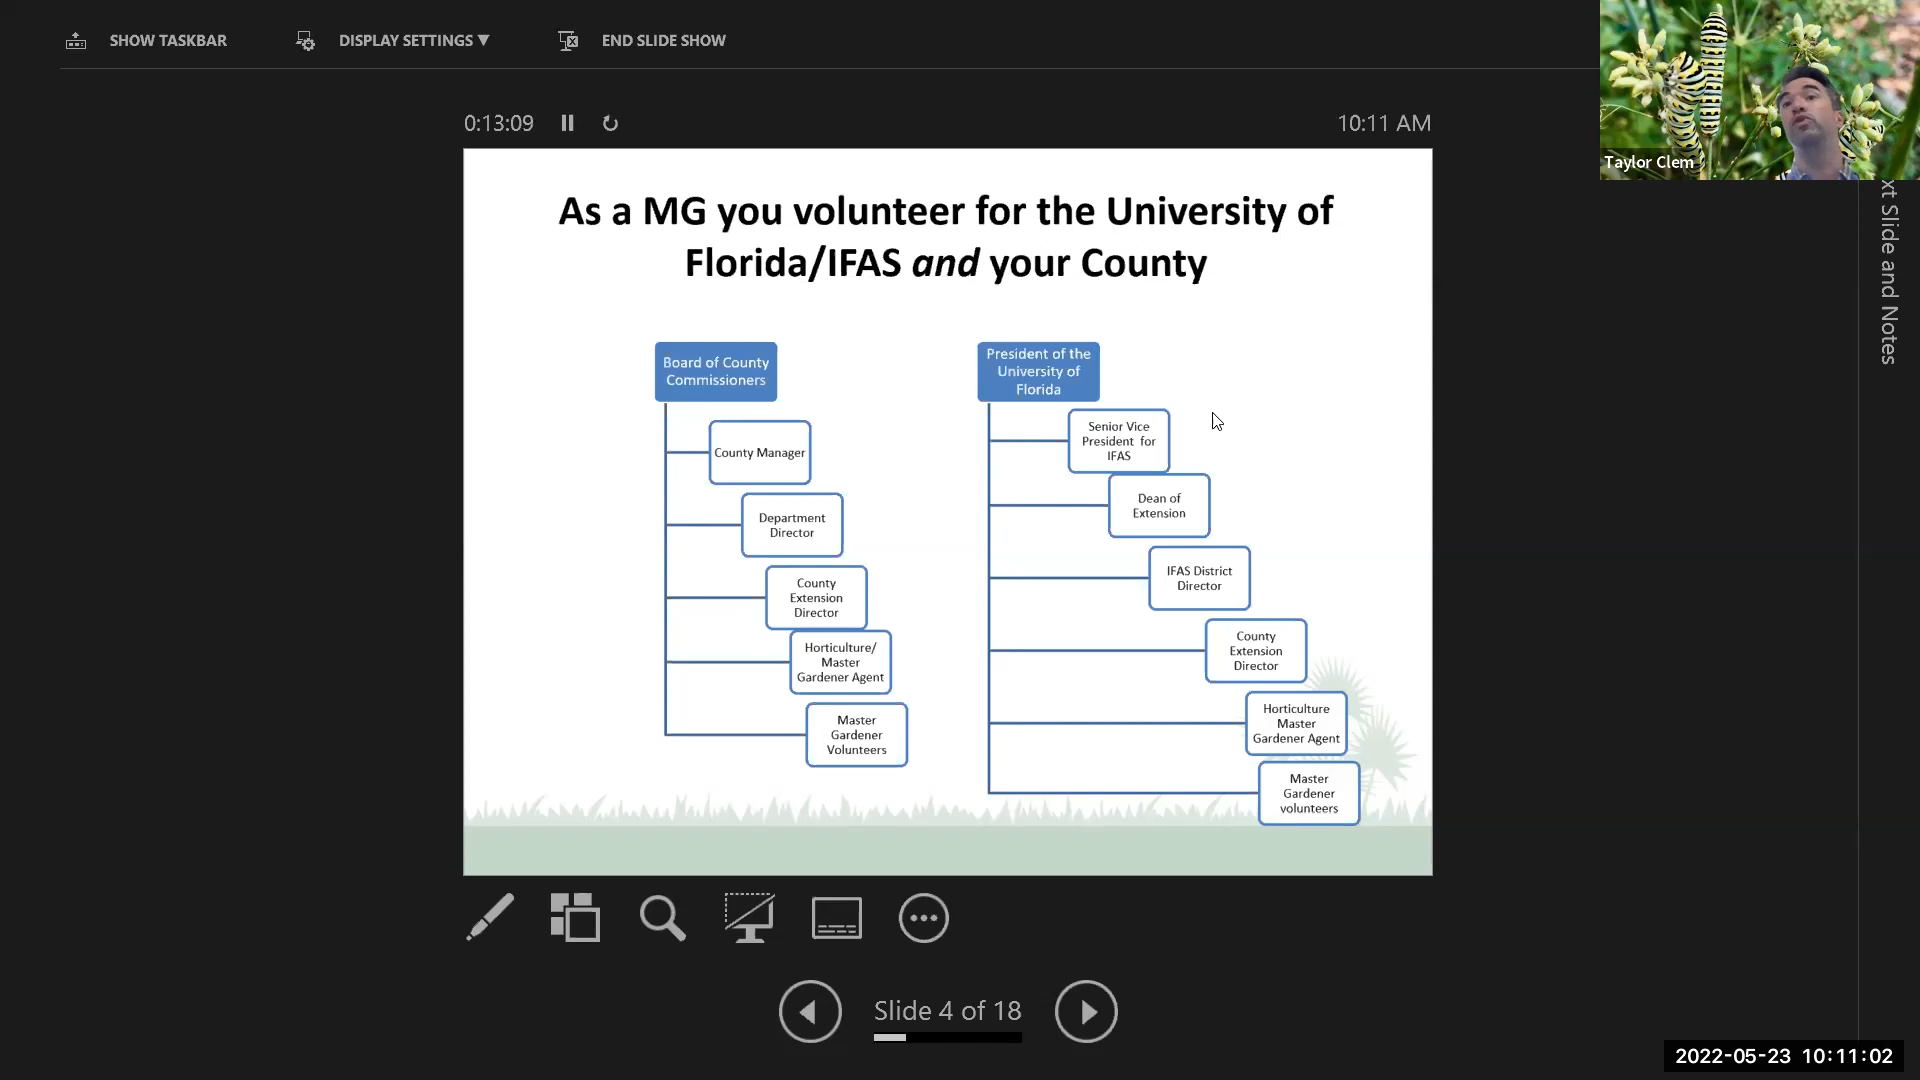 SHOW TASKBAR
DISPLAY SETTINGS ▼
END SLIDE SHOW
Taylor Clem
0:13:09
10:11 AM
As a MG you volunteer for the University of
Florida/IFAS and your County
Board of County
Commissioners
County Manager
Department
Director
County
Extension
Director
Horticulture/
Master
Gardener Agent
Master
Gardener
Volunteers
President of the
University of
Florida
Senior Vice
President for
IFAS
Dean of
Extension
IFAS District
Director
County
Extension
Director
Horticulture
Master
Gardener Agent
Master
Gardener
volunteers
xt Slide and Notes
Slide 4 of 18
2022-05-23 10:11:02